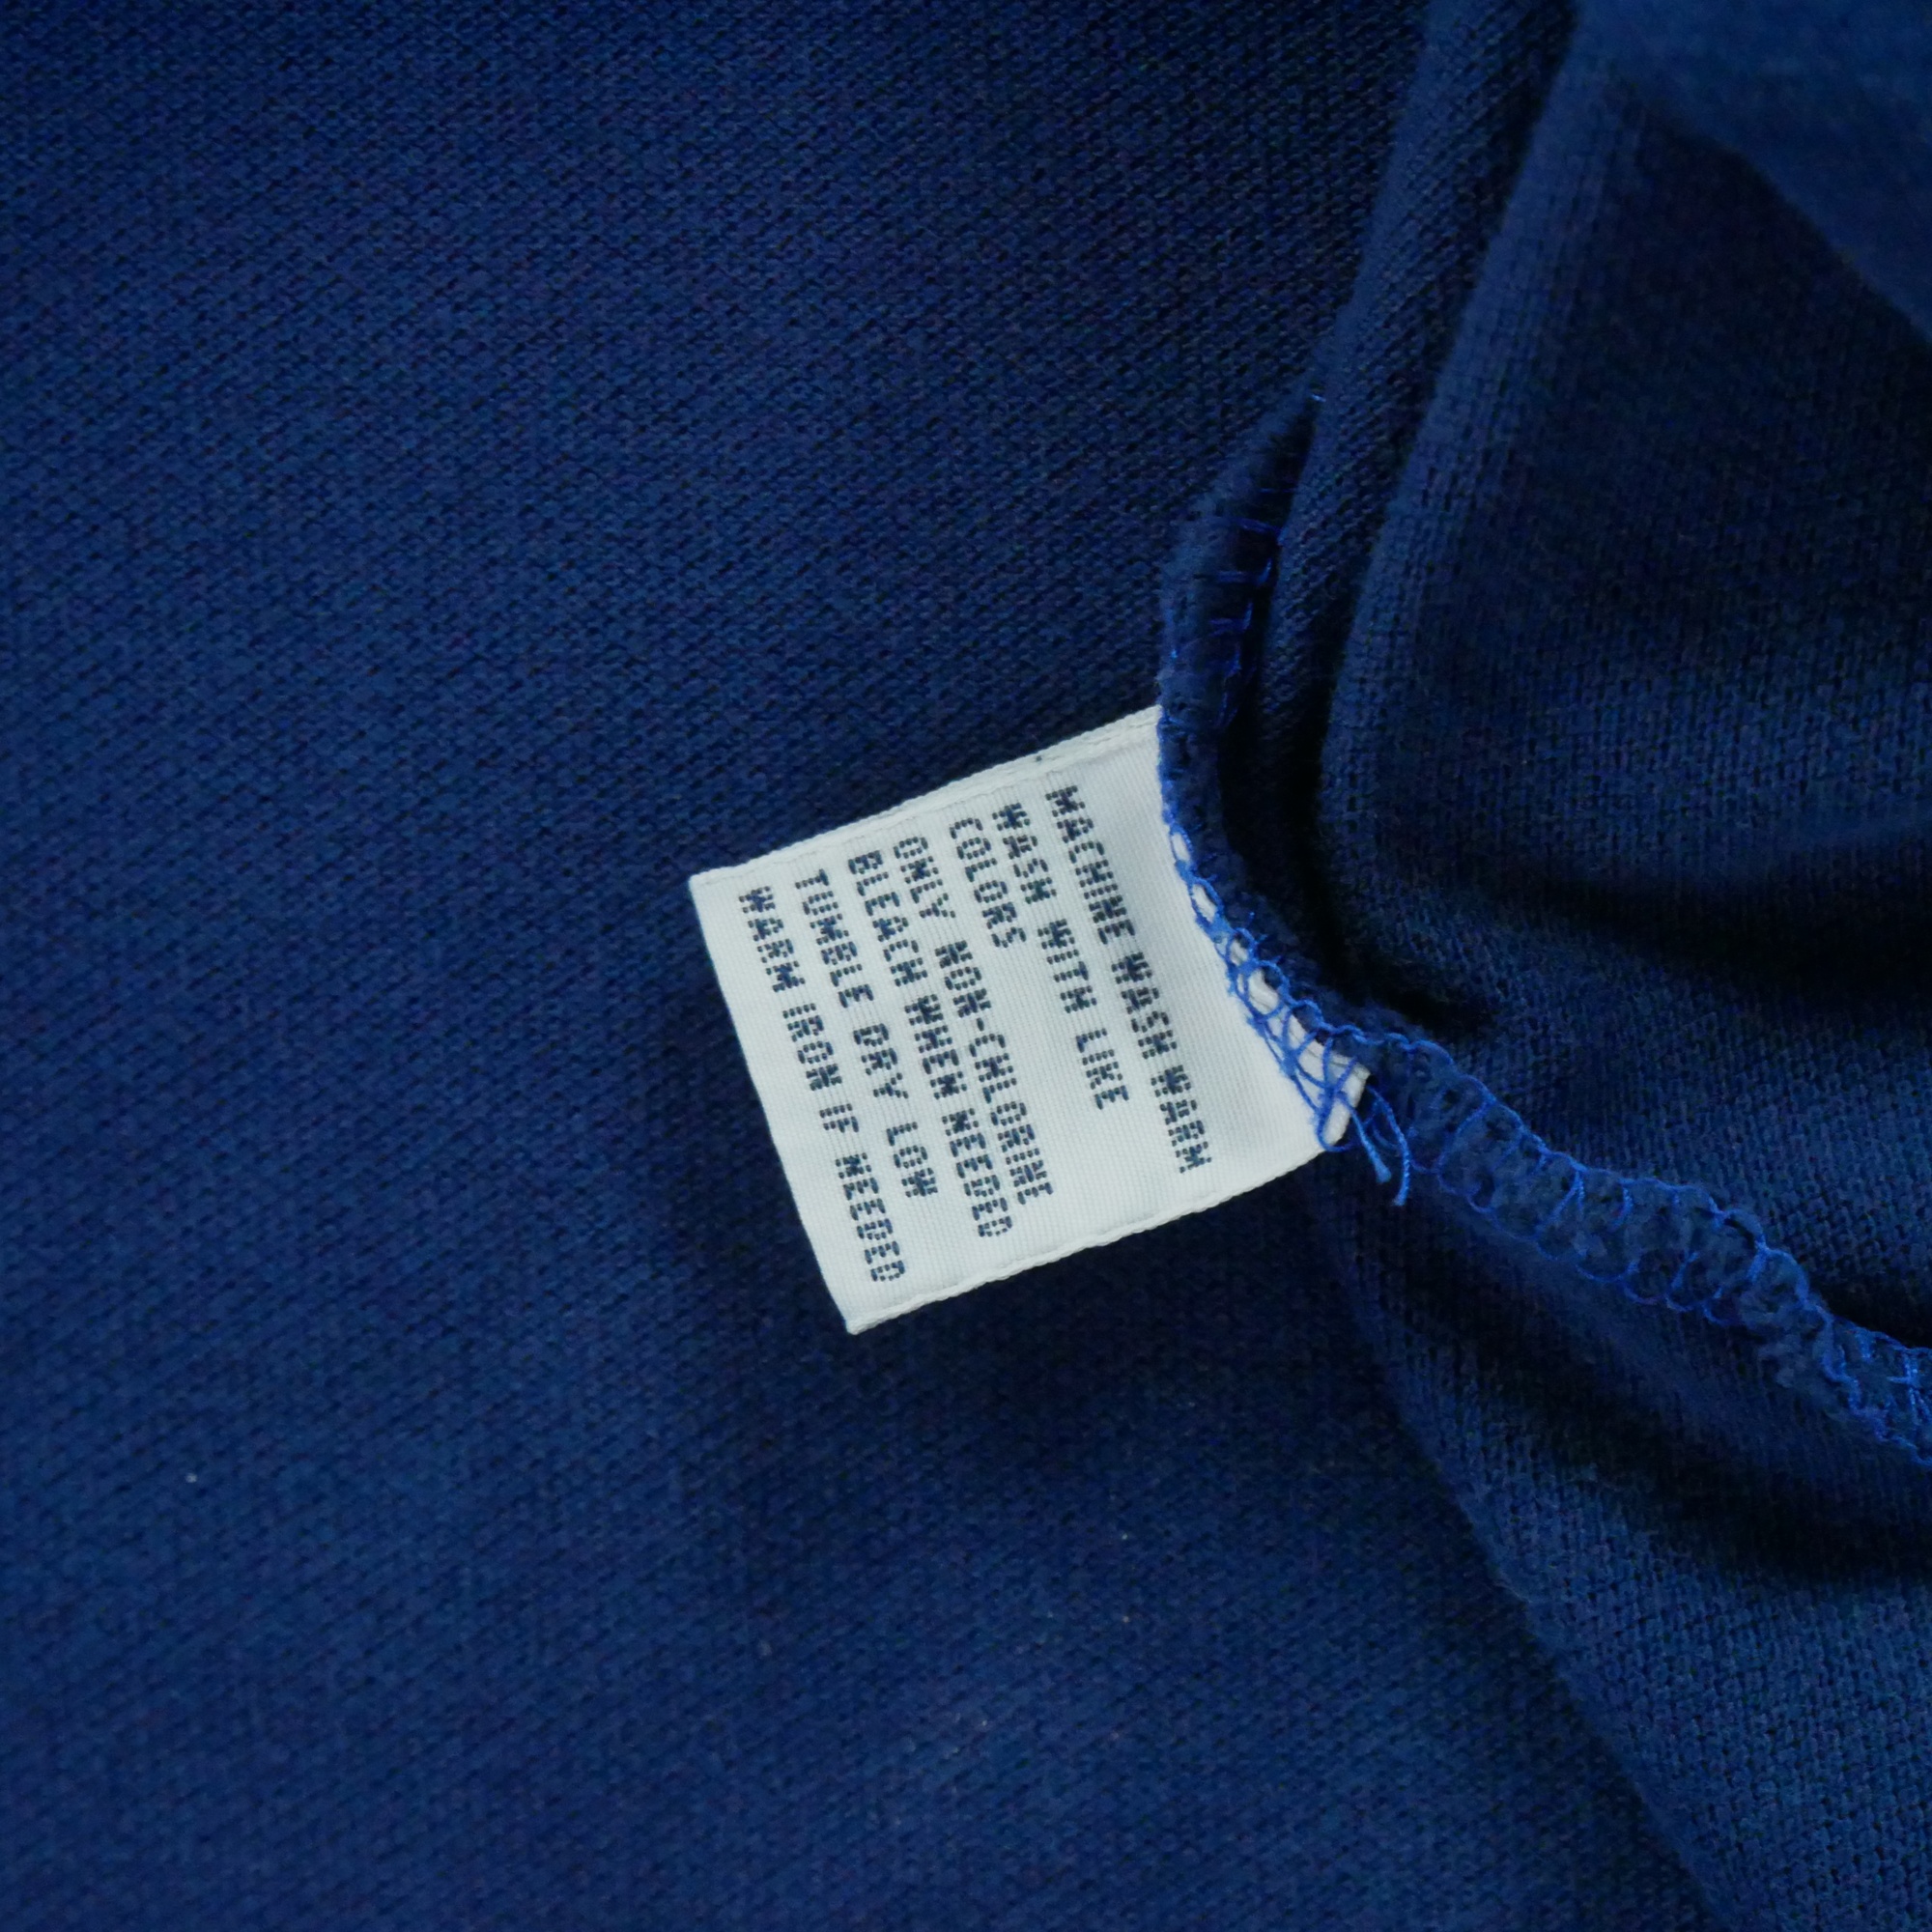 MACHINE WASH WARM
WASH WITH LIKE
COLORS
ONLY NON-CHLORINE
BLEACH WHEN NEEDED
TUMBLE DRY LOW
WARM IRON IF NEEDED